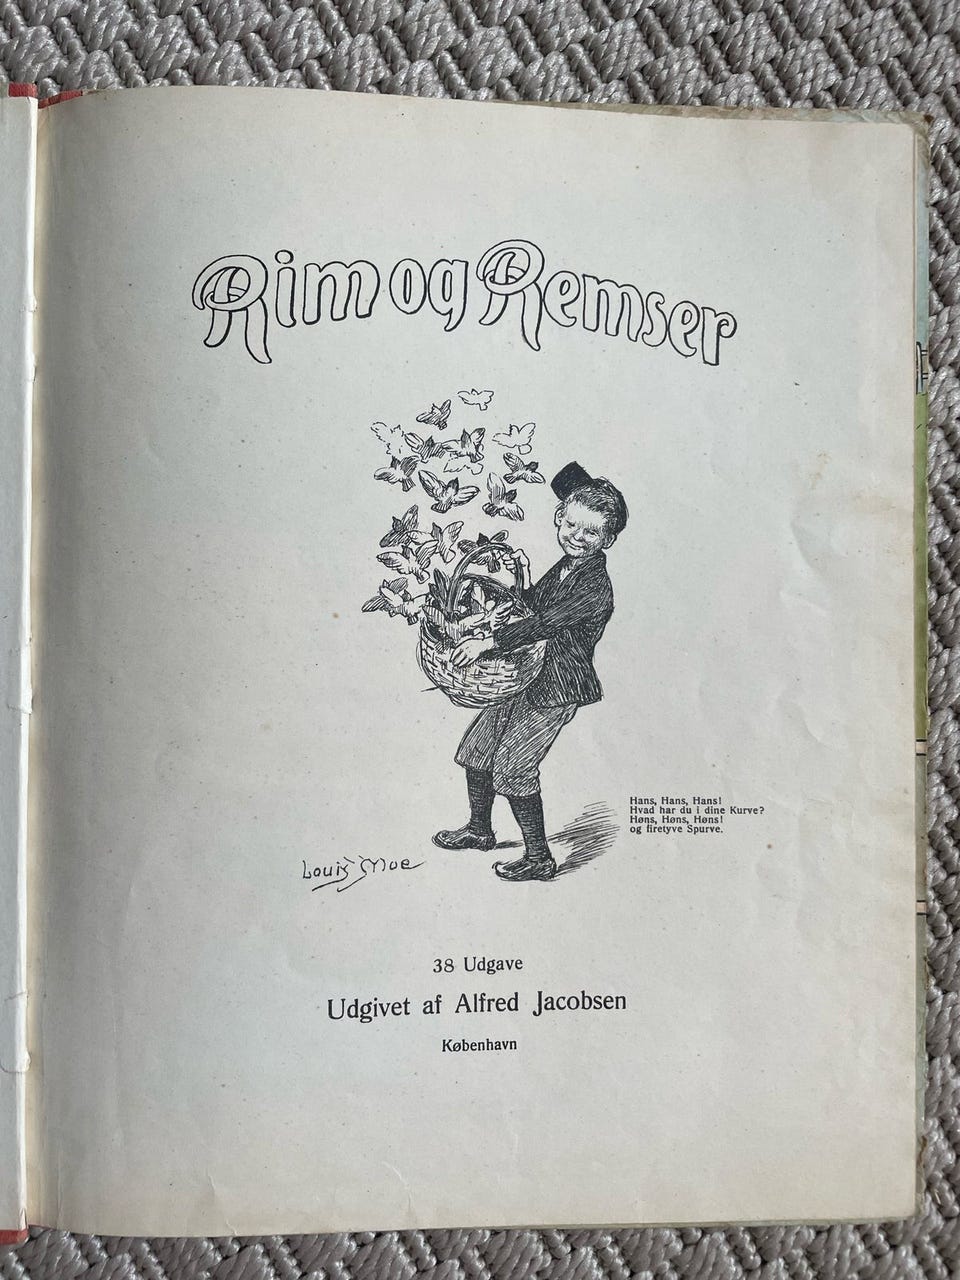 Rim og Remser
Hans, Hans, Hans!
Hvad har du i dine Kurve?
Høns, Høns, Høns!
og firetyve Spurve.
Louis Moe
38 Udgave
Udgivet af Alfred Jacobsen
København